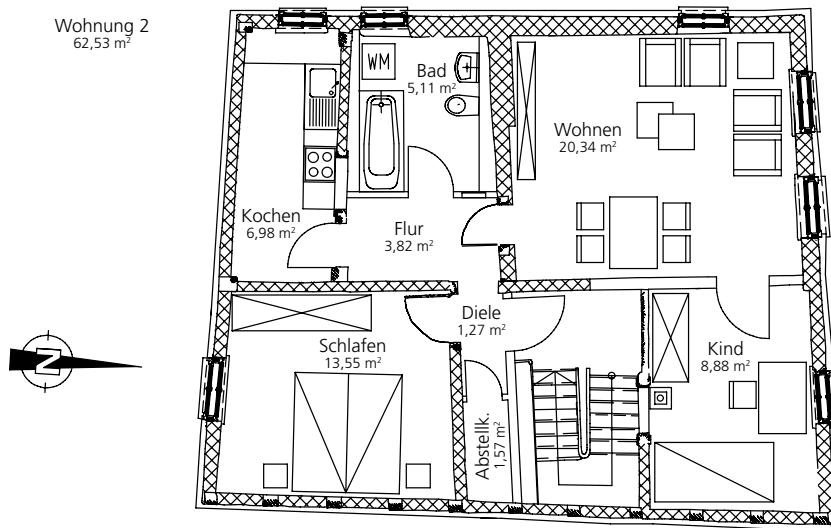 Wohnung 2
62,53 m²
WM
Bad
5,11 m²
Wohnen
20,34 m²
Kochen
6,98 m²
Flur
3,82 m²
Diele
1,27 m²
Schlafen
13,55 m²
Kind
8,88 m²
Abstellk.
1,57 m²
N